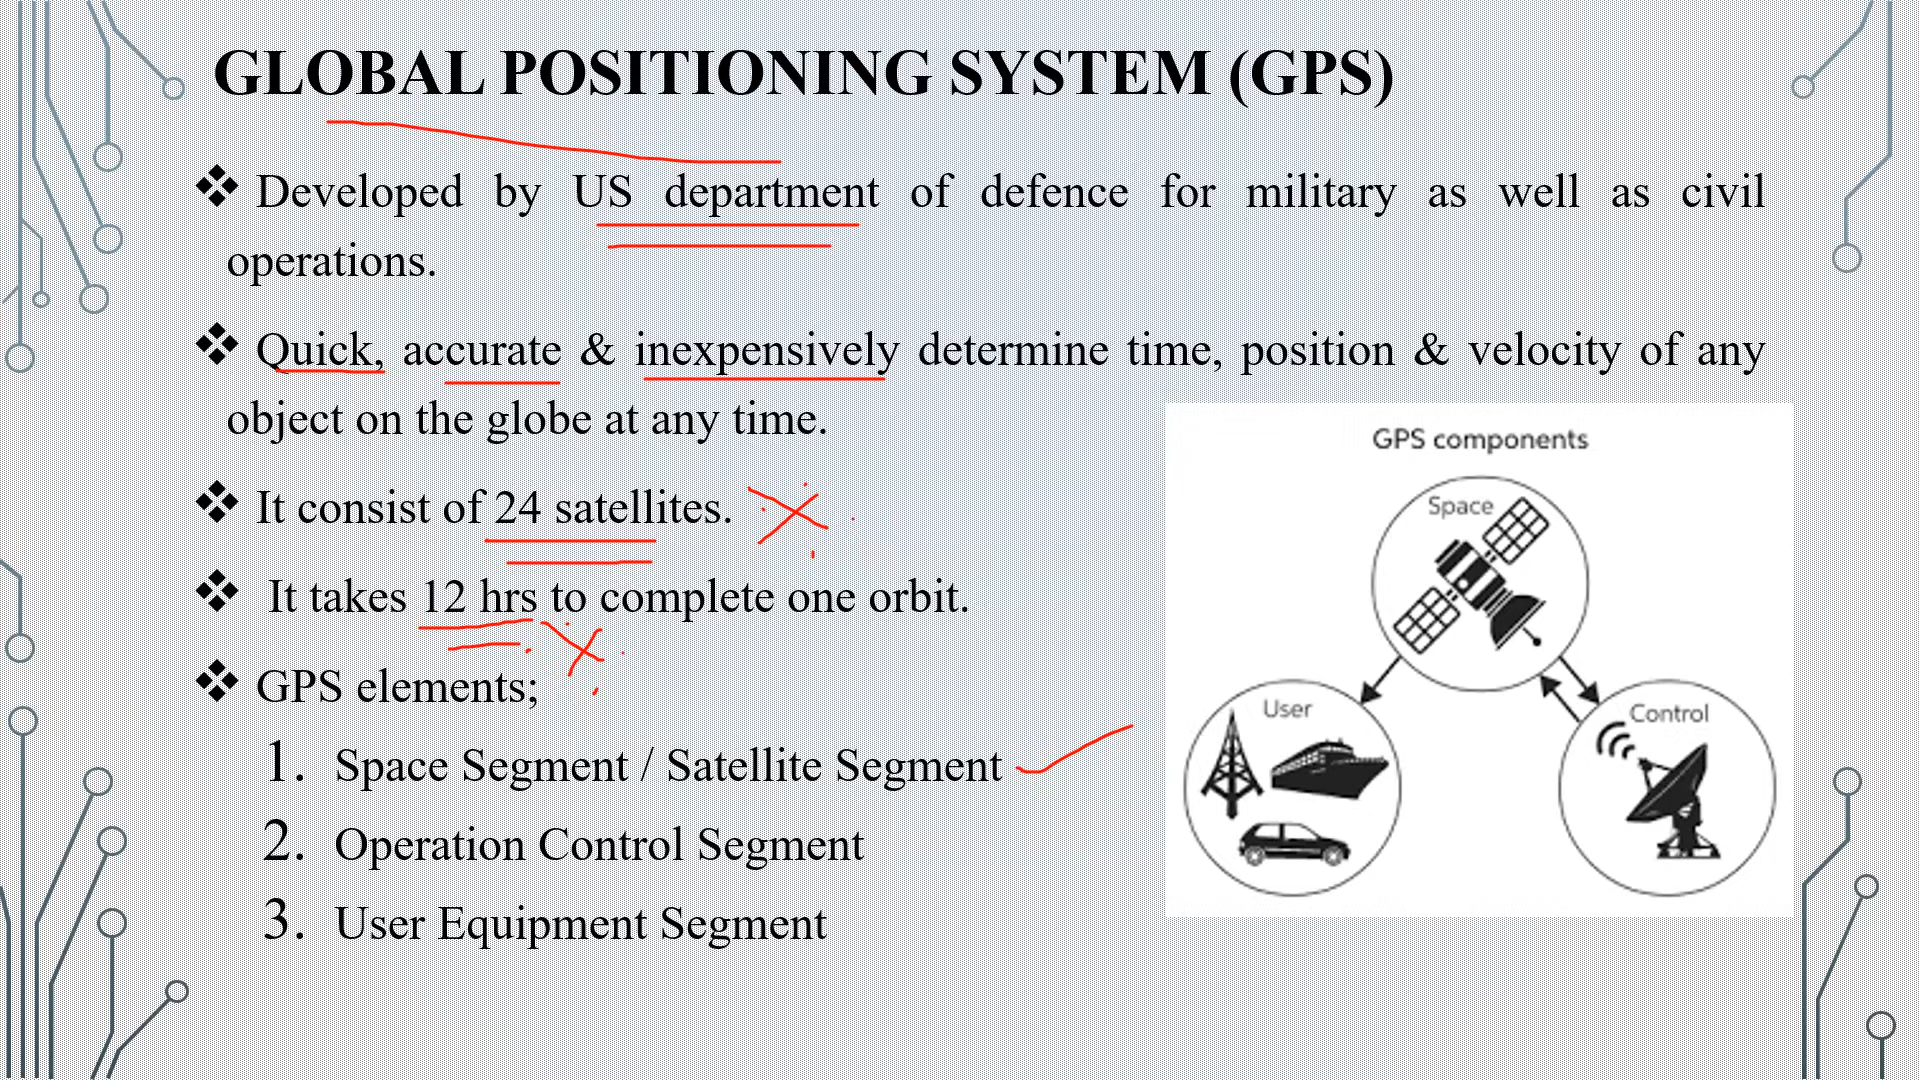 GLOBAL POSITIONING SYSTEM (GPS)
❖ Developed by US department of defence for military as well as civil
operations.
❖ Quick, accurate & inexpensively determine time, position & velocity of any
object on the globe at any time.
❖ It consist of 24 satellites.
❖ It takes 12 hrs to complete one orbit.
❖ GPS elements;
1. Space Segment / Satellite Segment
2. Operation Control Segment
3. User Equipment Segment
GPS components
Space
User
Control